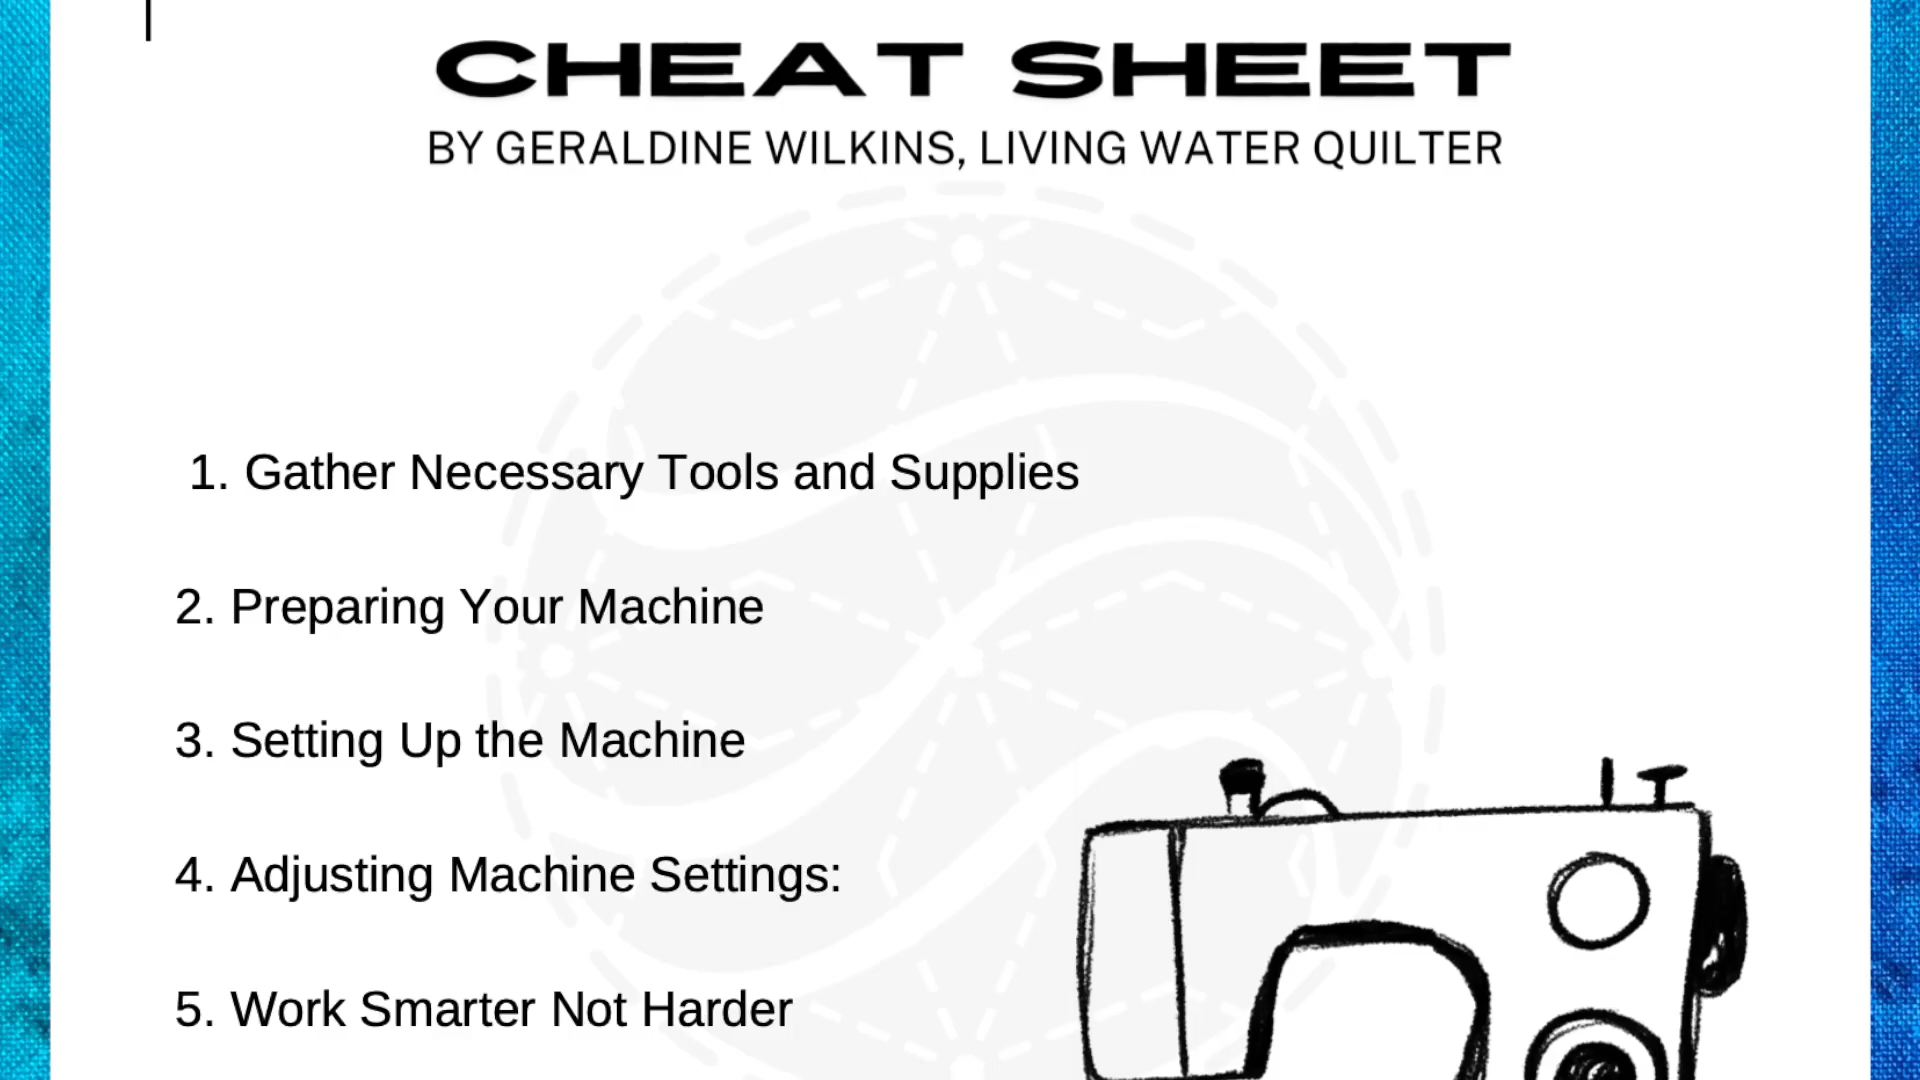 CHEAT SHEET
BY GERALDINE WILKINS, LIVING WATER QUILTER
1. Gather Necessary Tools and Supplies
2. Preparing Your Machine
3. Setting Up the Machine
4. Adjusting Machine Settings:
5. Work Smarter Not Harder